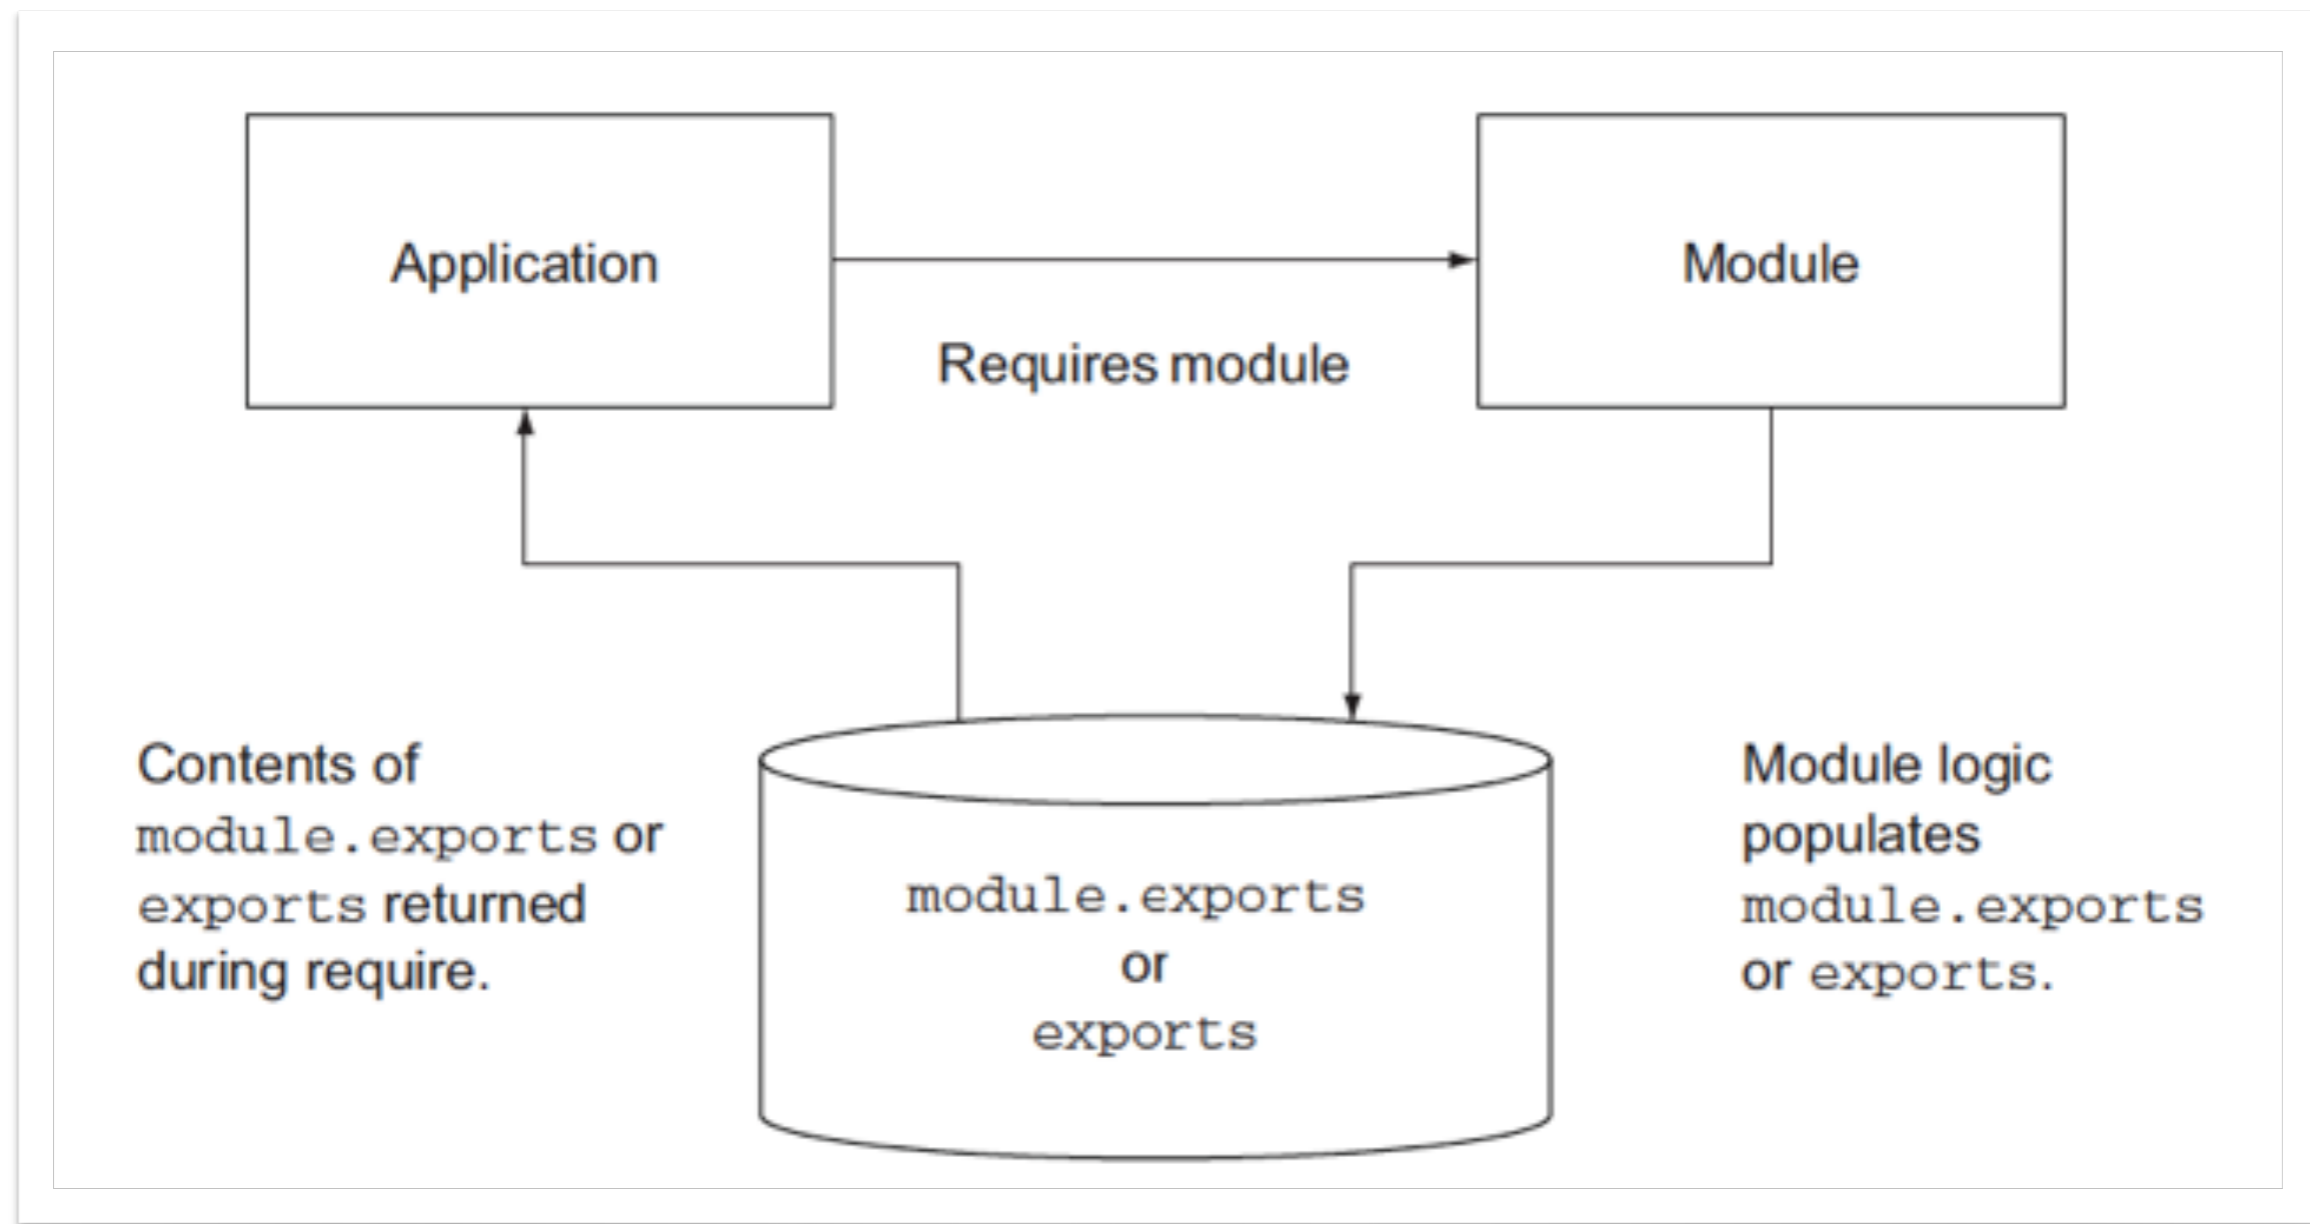 Application
Module
Requires module
Contents of
module.exports or
exports returned
during require.
module.exports
or
exports
Module logic
populates
module.exports
or exports.